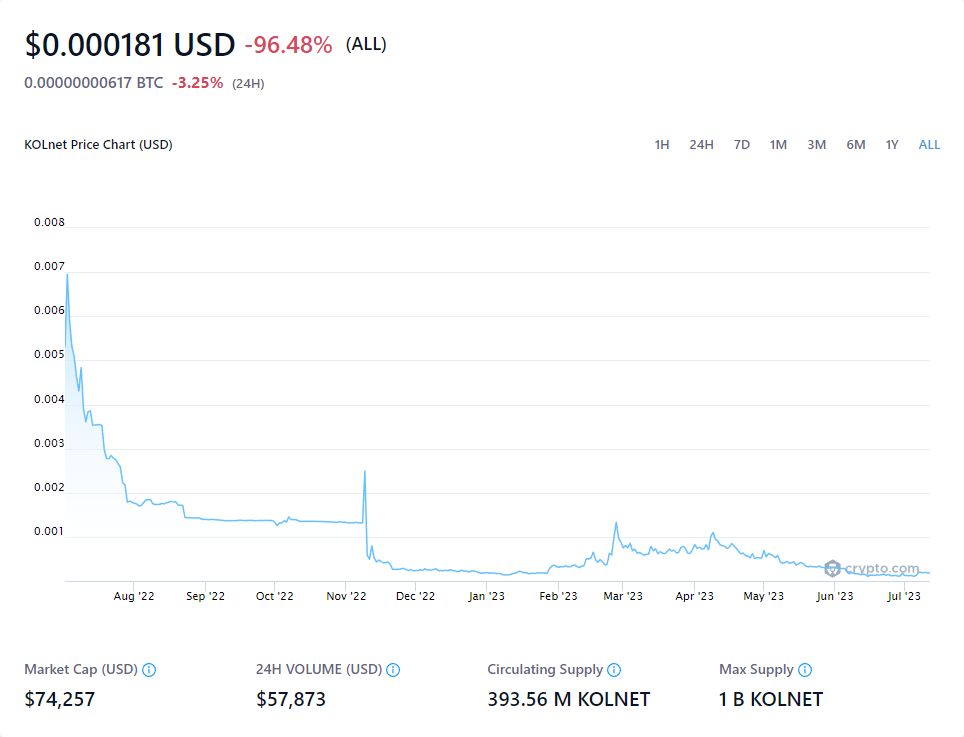 $0.000181 USD -96.48% (ALL)
0.00000000617 BTC -3.25% (24H)
KOLnet Price Chart (USD) 1H 24H 7D 1M 3M 6M 1Y ALL
0.008
0.007
0.006
0.005
0.004
0.003
0.002
0.001
crypto.com
Aug '22 Sep '22 Oct '22 Nov '22 Dec '22 Jan '23 Feb '23 Mar '23 Apr '23 May '23 Jun '23 Jul '23
Market Cap (USD) 24H VOLUME (USD) Circulating Supply Max Supply
$74,257 $57,873 393.56 M KOLNET 1 B KOLNET